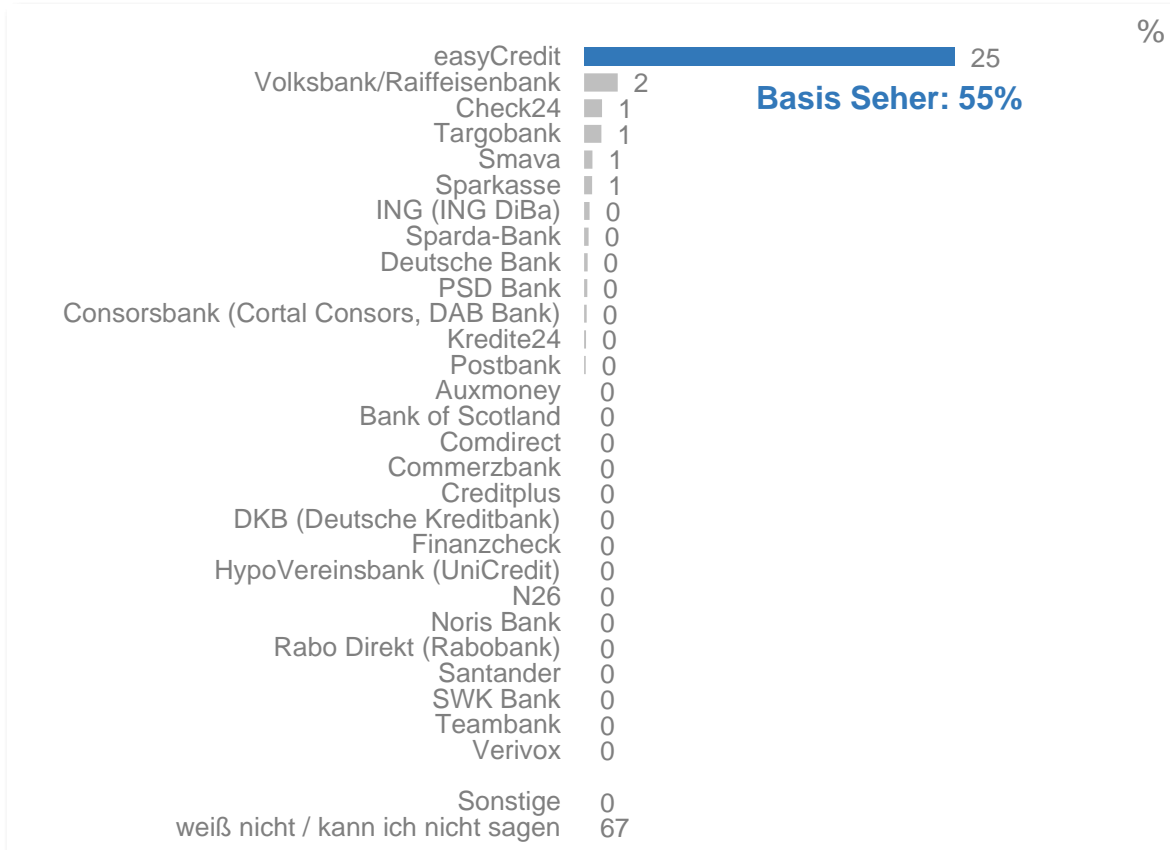 %
easyCredit 25
Volksbank/Raiffeisenbank 2
Basis Seher: 55%
Check24 1
Targobank 1
Smava 1
Sparkasse 1
ING (ING DiBa) 0
Sparda-Bank 0
Deutsche Bank 0
PSD Bank 0
Consorsbank (Cortal Consors, DAB Bank) 0
Kredite24 0
Postbank 0
Auxmoney 0
Bank of Scotland 0
Comdirect 0
Commerzbank 0
Creditplus 0
DKB (Deutsche Kreditbank) 0
Finanzcheck 0
HypoVereinsbank (UniCredit) 0
N26 0
Noris Bank 0
Rabo Direkt (Rabobank) 0
Santander 0
SWK Bank 0
Teambank 0
Verivox 0
Sonstige 0
weiß nicht / kann ich nicht sagen 67